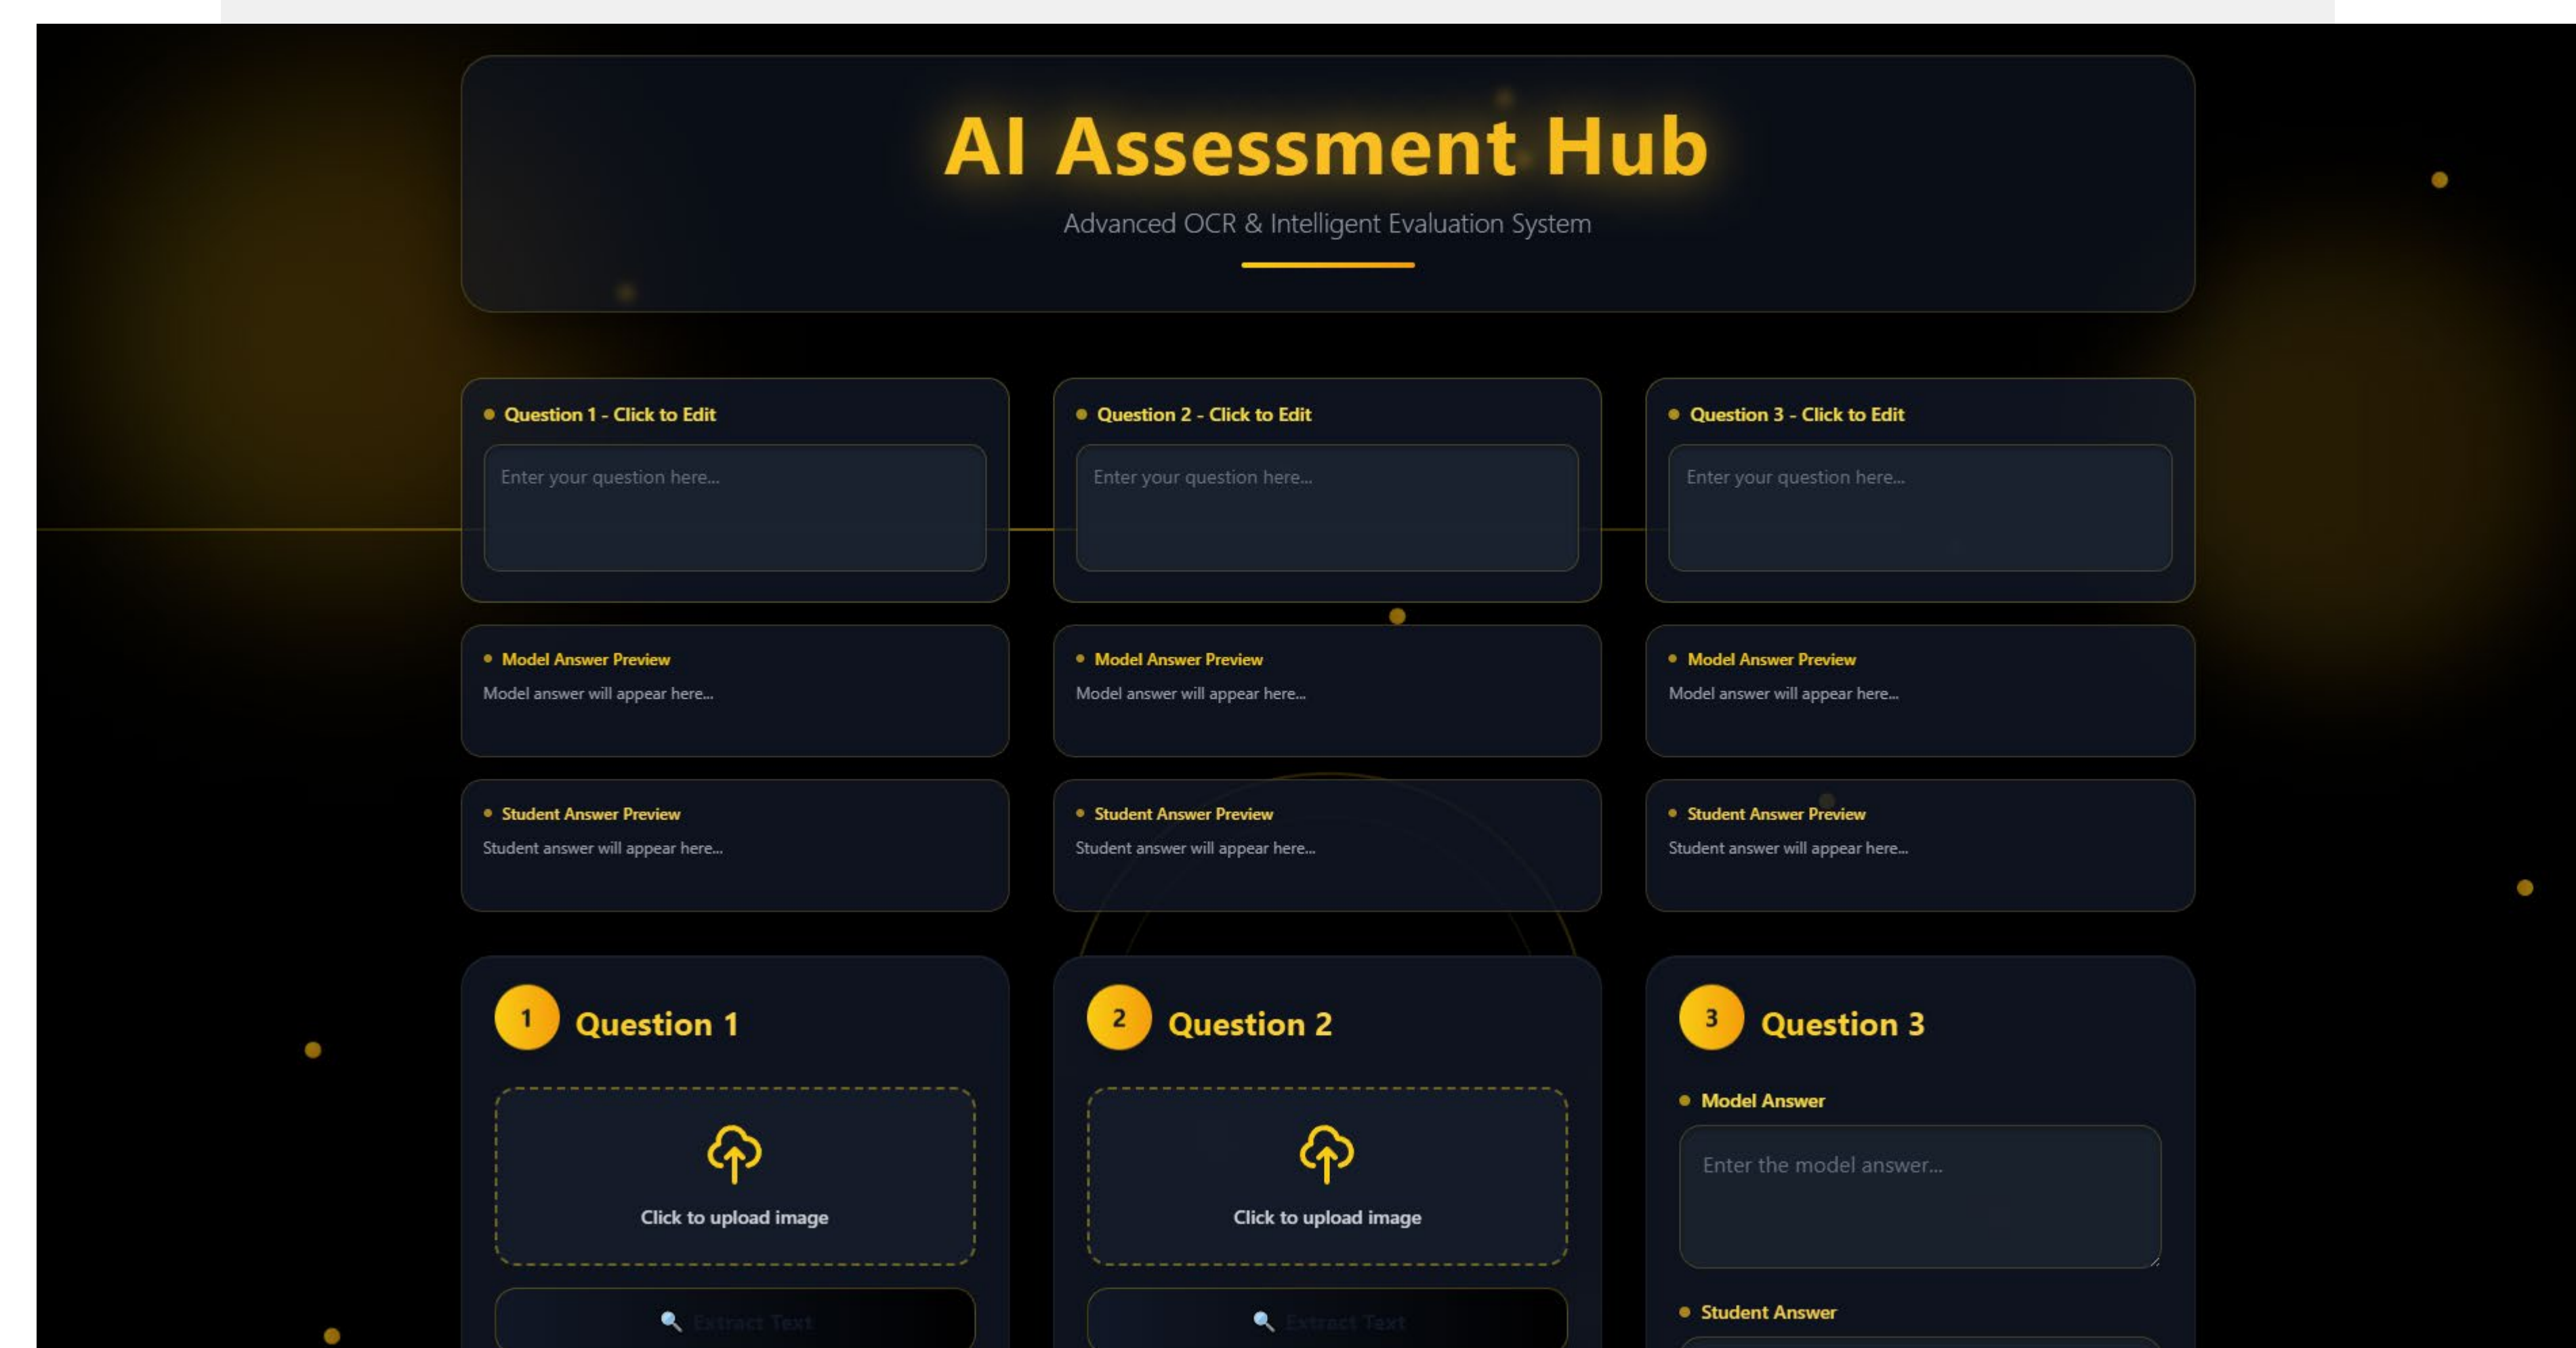 AI Assessment Hub
Advanced OCR & Intelligent Evaluation System
Question 1 - Click to Edit
Enter your question here...
Question 2 - Click to Edit
Enter your question here...
Question 3 - Click to Edit
Enter your question here...
Model Answer Preview
Model answer will appear here...
Model Answer Preview
Model answer will appear here...
Model Answer Preview
Model answer will appear here...
Student Answer Preview
Student answer will appear here...
Student Answer Preview
Student answer will appear here...
Student Answer Preview
Student answer will appear here...
1
Question 1
Click to upload image
🔍 Extract Text
2
Question 2
Click to upload image
🔍 Extract Text
3
Question 3
Model Answer
Enter the model answer...
Student Answer